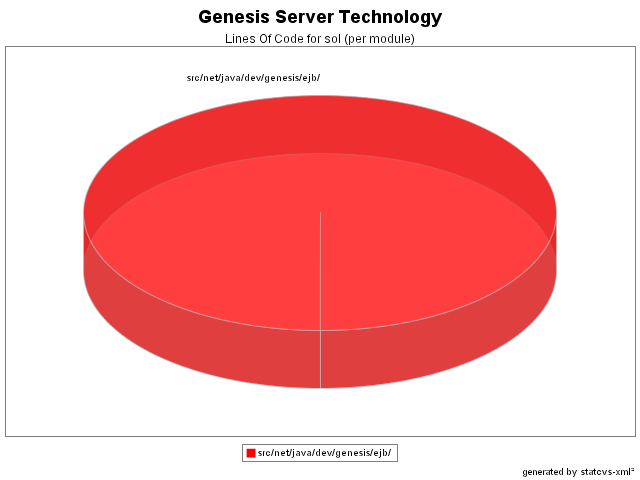 Genesis Server Technology
Lines Of Code for sol (per module)
src/net/java/dev/genesis/ejb/
src/net/java/dev/genesis/ejb/
generated by statcvs-xml²